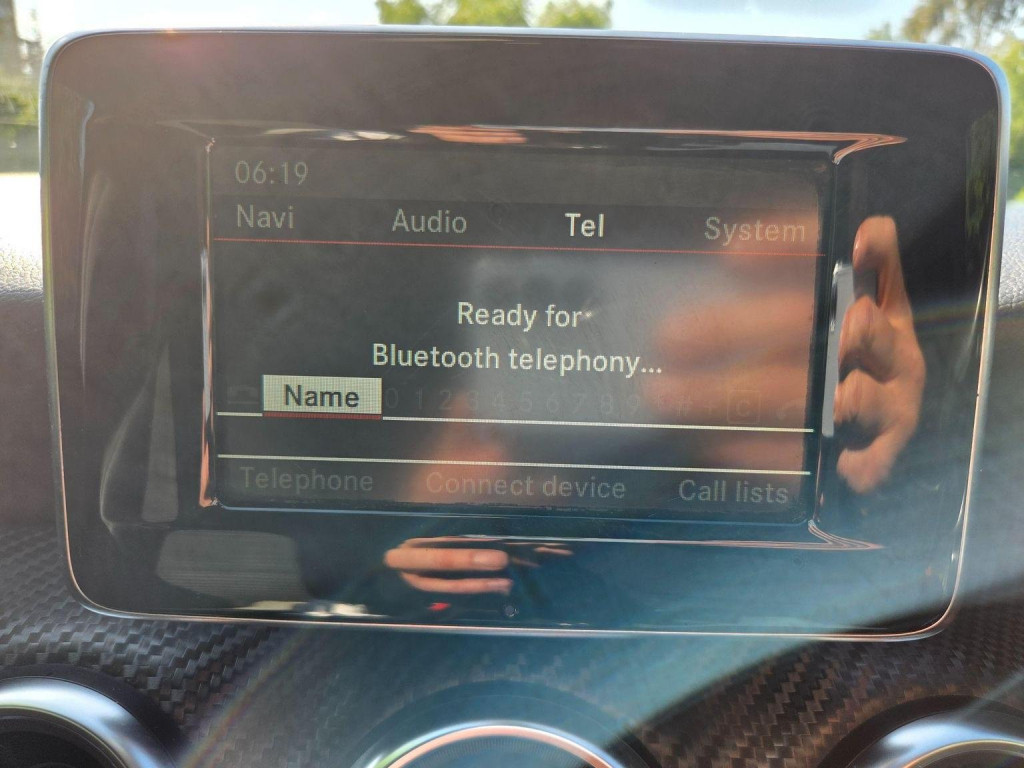 06:19
Navi Audio Tel System
Ready for
Bluetooth telephony...
Name 0 1 2 3 4 5 6 7 8 9 # + C
Telephone Connect device Call lists